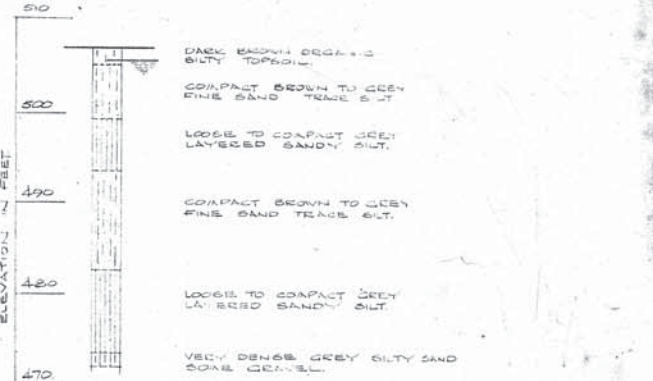 510
DARK BROWN ORGANIC
SILTY TOPSOIL.
COMPACT BROWN TO GREY
FINE SAND TRACE SILT
500
LOOSE TO COMPACT GREY
LAYERED SANDY SILT.
ELEVATION IN FEET
490
COMPACT BROWN TO GREY
FINE SAND TRACE SILT.
480
LOOSE TO COMPACT GREY
LAYERED SANDY SILT.
VERY DENSE GREY SILTY SAND
SOME GRAVEL.
470.